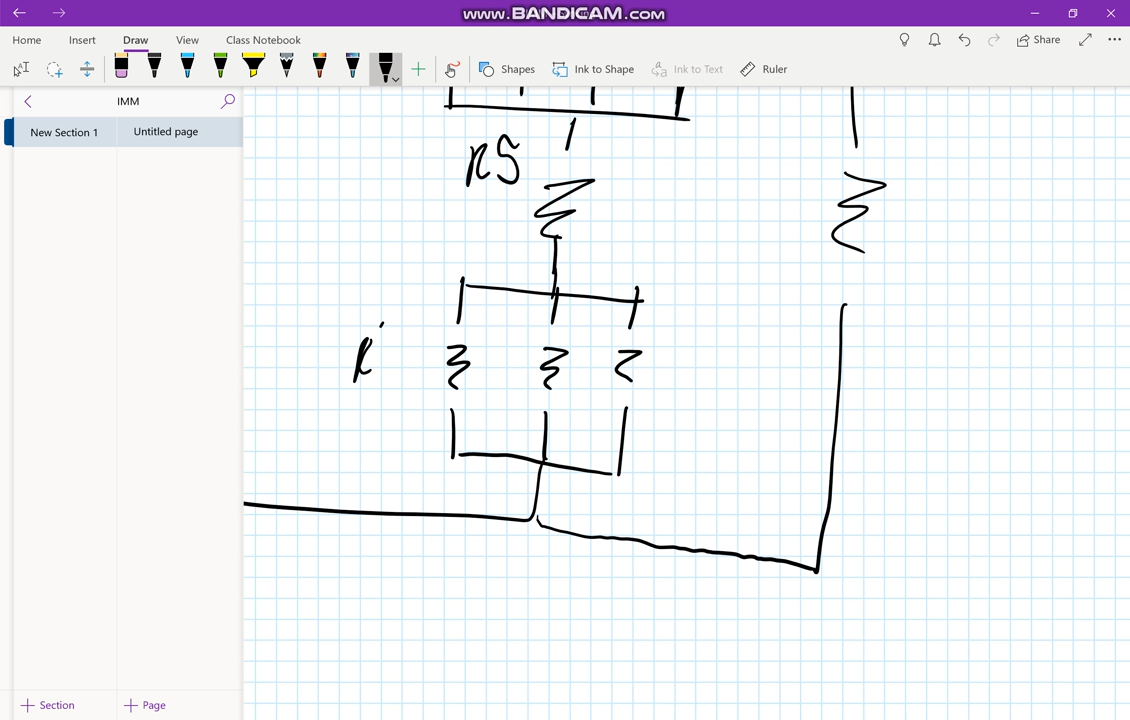 www.BANDICAM.com
Home Insert Draw View Class Notebook Share
Shapes Ink to Shape Ink to Text Ruler
IMM
New Section 1 Untitled page
R5
R
Section Page